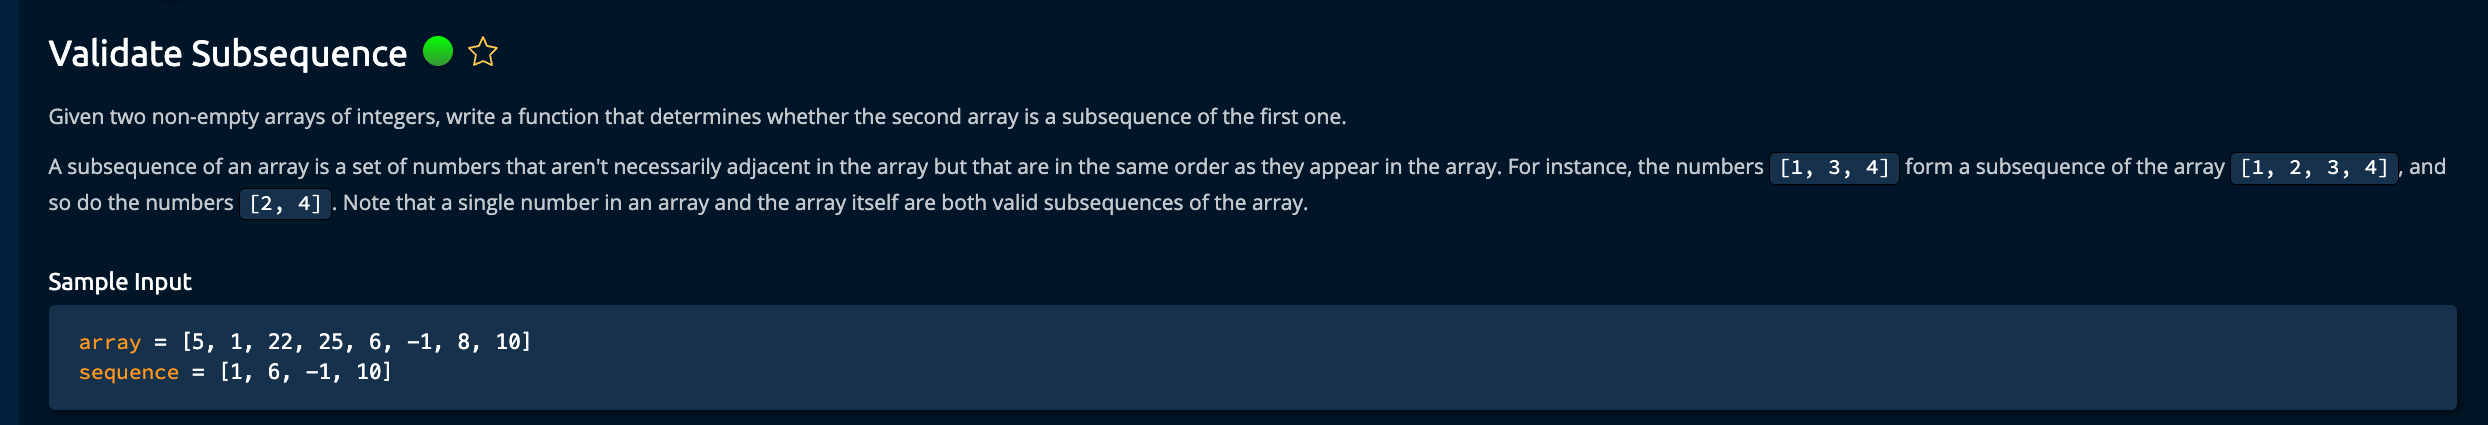 Validate Subsequence
Given two non-empty arrays of integers, write a function that determines whether the second array is a subsequence of the first one.
A subsequence of an array is a set of numbers that aren't necessarily adjacent in the array but that are in the same order as they appear in the array. For instance, the numbers [1, 3, 4] form a subsequence of the array [1, 2, 3, 4], and
so do the numbers [2, 4]. Note that a single number in an array and the array itself are both valid subsequences of the array.
Sample Input
array = [5, 1, 22, 25, 6, -1, 8, 10]
sequence = [1, 6, -1, 10]